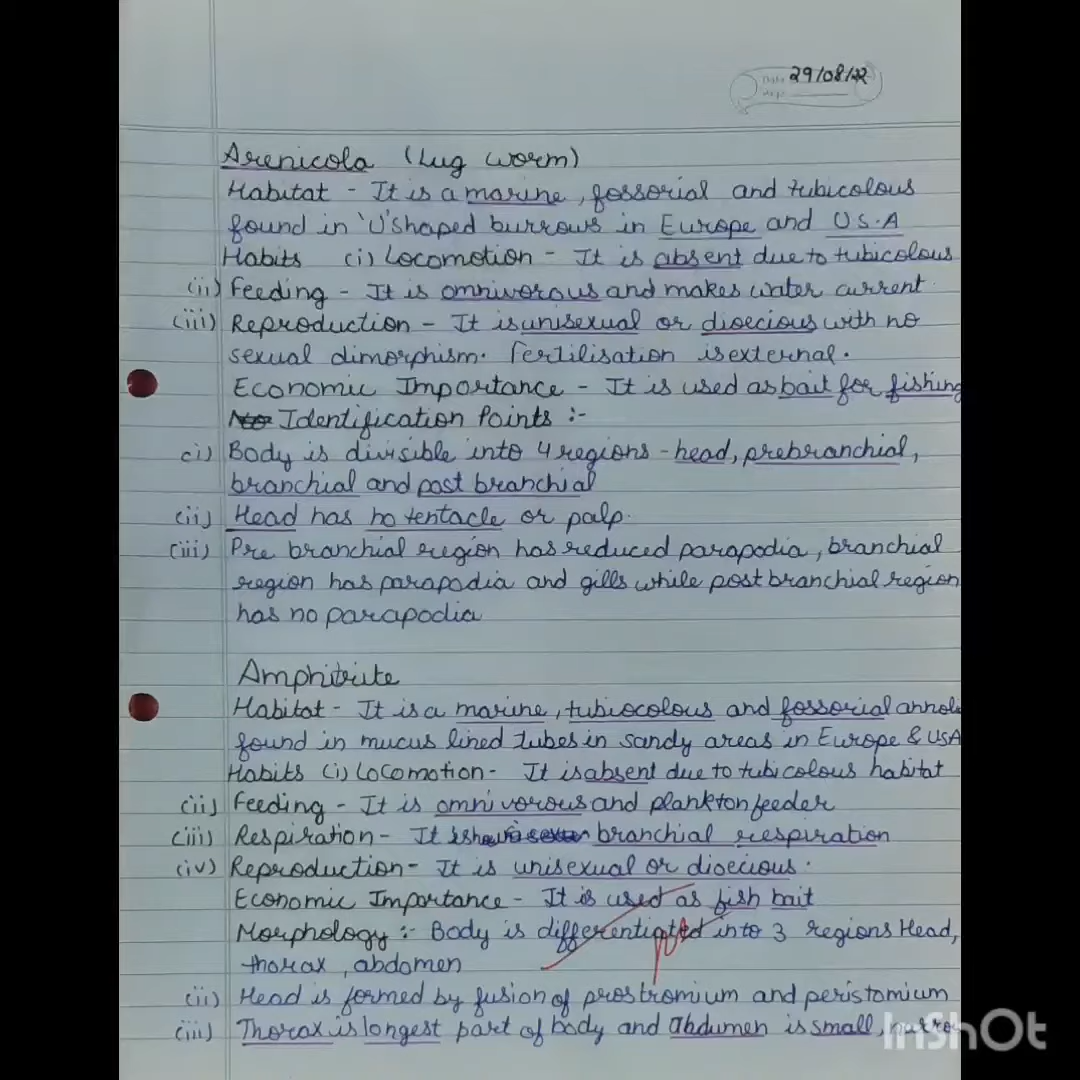 29/08/22
Arenicola (Lug worm)
Habitat - It is a marine, fossorial and tubicolous
found in 'U' shaped burrows in Europe and U.S.A
Habits (i) Locomotion - It is absent due to tubicolous
(ii) Feeding - It is omnivorous and makes water current
(iii) Reproduction - It is unisexual or dioecious with no
sexual dimorphism. Fertilisation is external.
Economic Importance - It is used as bait for fishing
Identification Points :-
(i) Body is divisible into 4 regions - head, prebranchial,
branchial and post branchial
(ii) Head has no tentacle or palp.
(iii) Pre branchial region has reduced parapodia, branchial
region has parapodia and gills while post branchial region
has no parapodia
Amphitrite
Habitat - It is a marine, tubiocolous and fossorial
found in mucus lined tubes in sandy areas in Europe & USA
Habits (i) Locomotion - It is absent due to tubicolous habitat
(ii) Feeding - It is omnivorous and plankton feeder
(iii) Respiration - It branchial respiration
(iv) Reproduction - It is unisexual or dioecious.
Economic Importance - It is used as fish bait
Morphology :- Body is differentiated into 3 regions Head,
thorax, abdomen
(ii) Head is formed by fusion of prostromium and peristomium
(iii) Thorax is longest part of body and abdumen is small,
InShOt